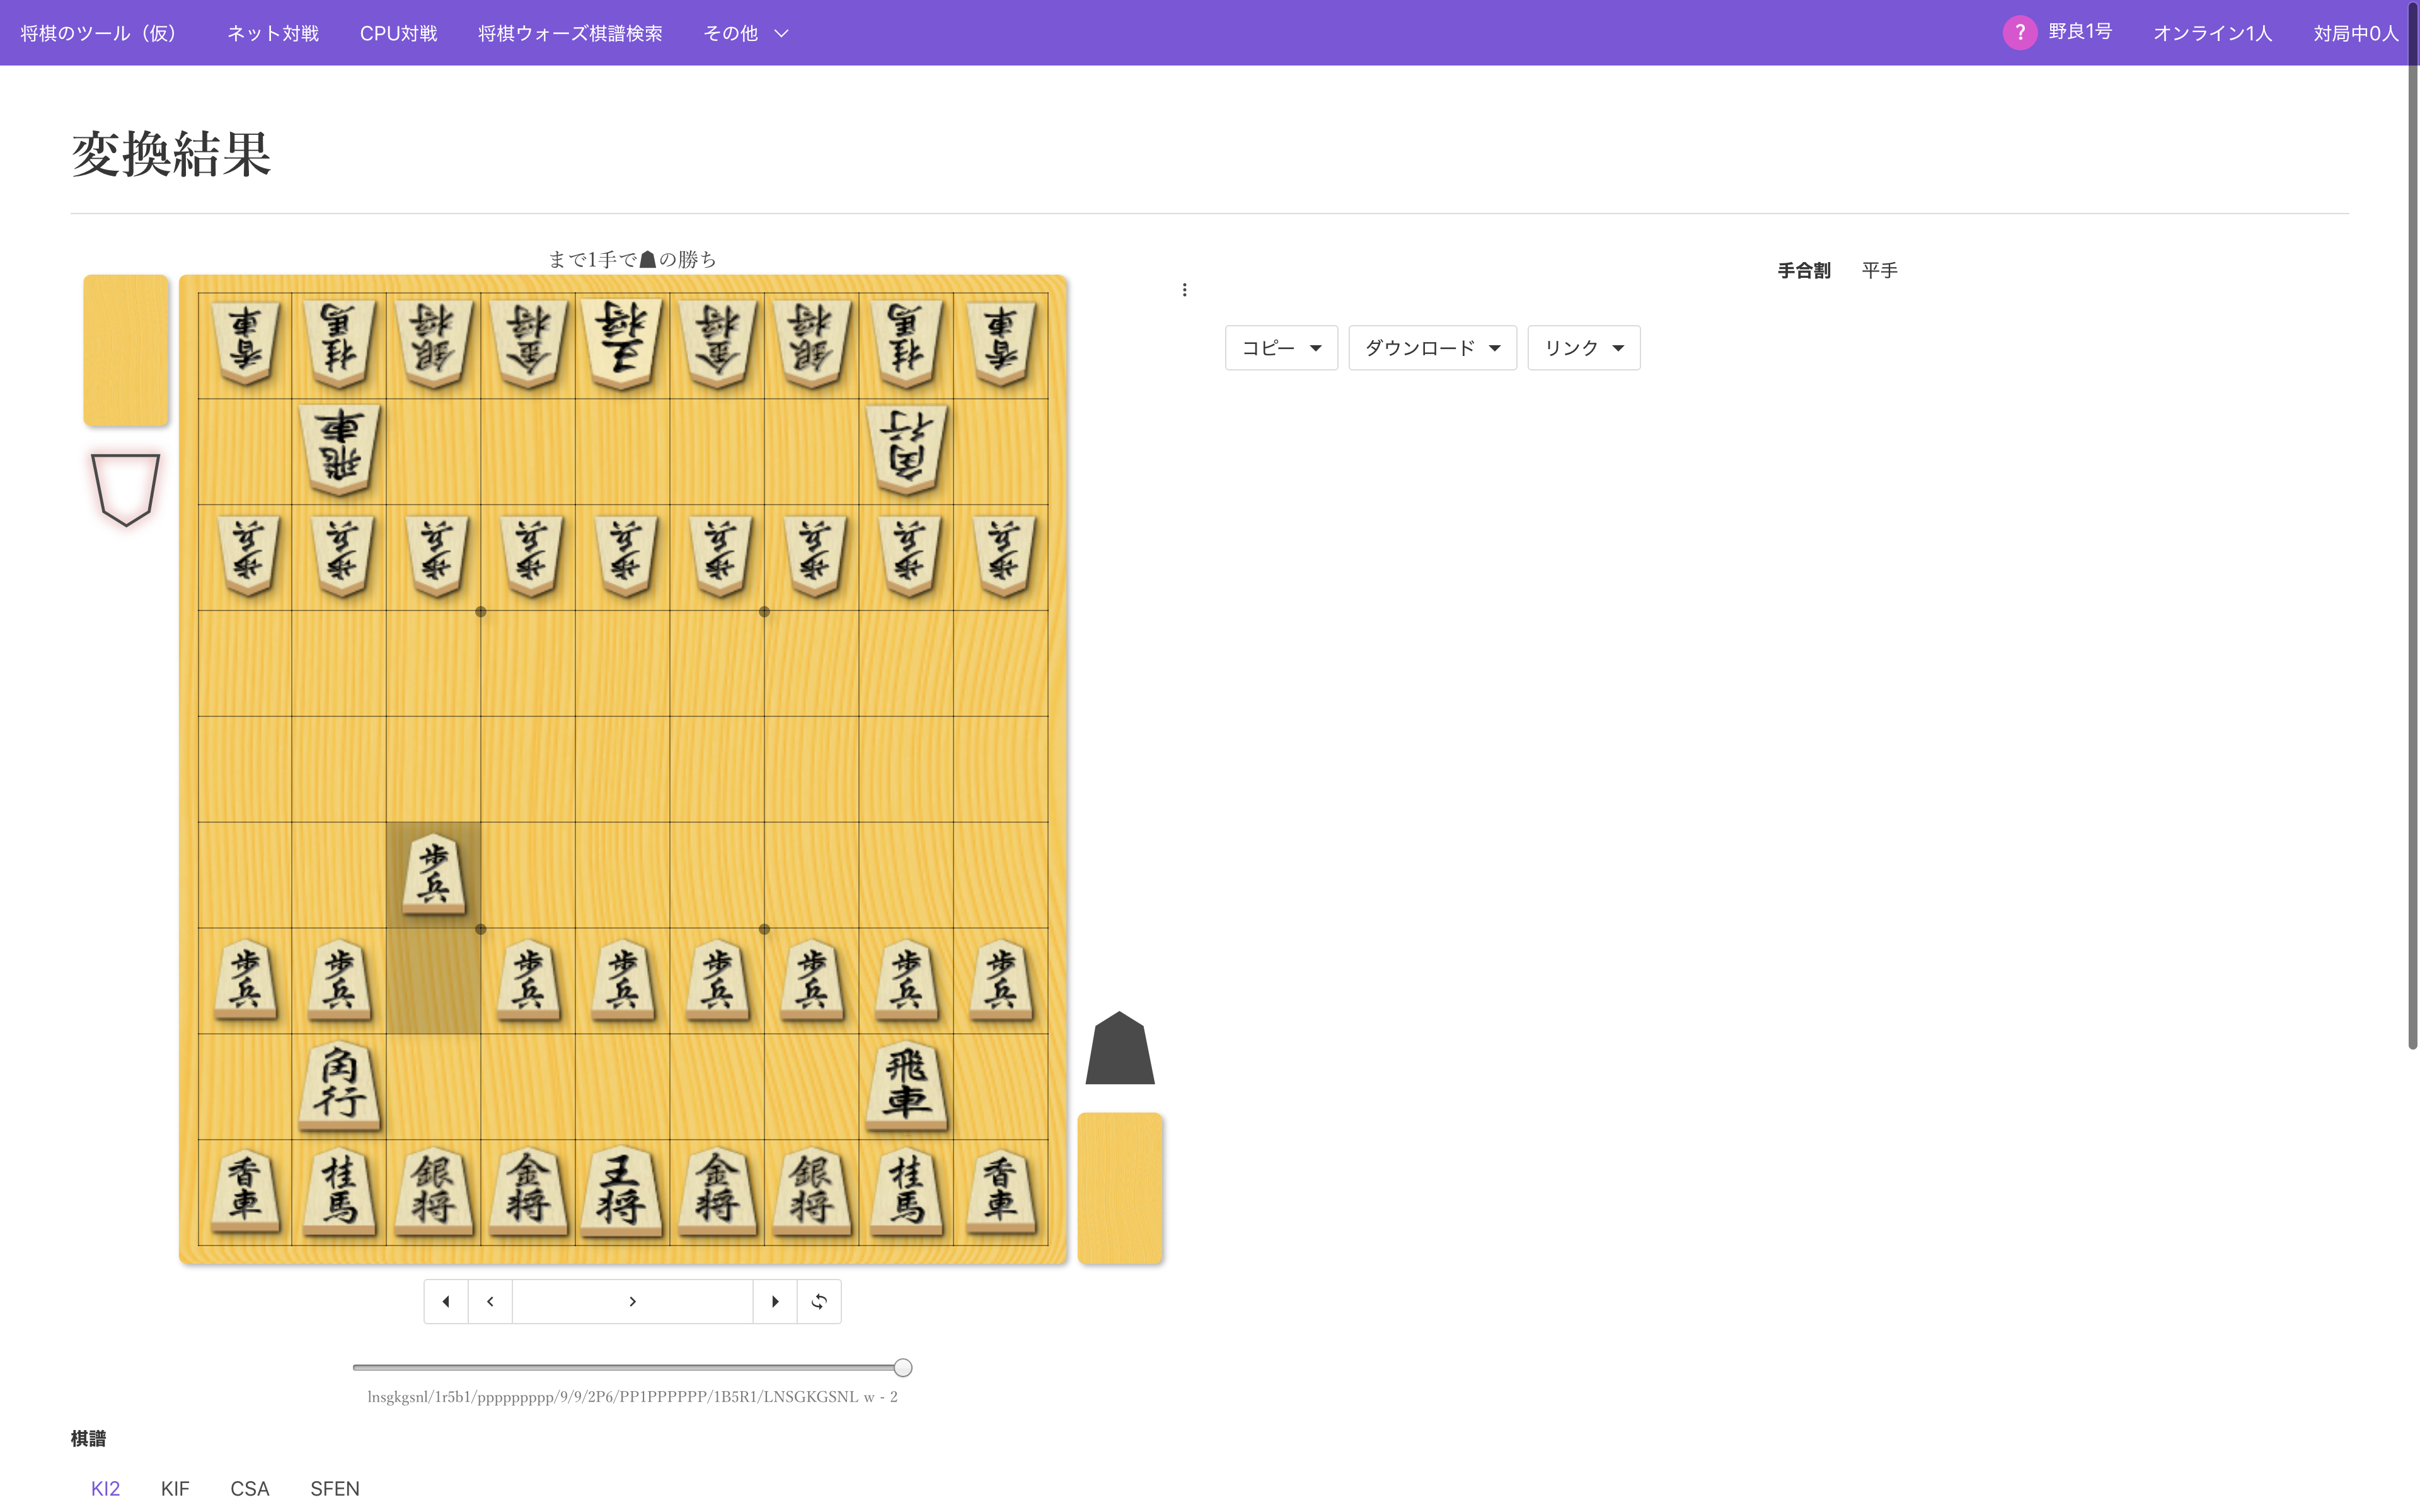 将棋のツール（仮） ネット対戦 CPU対戦 将棋ウォーズ棋譜検索 その他 ? 野良1号 オンライン1人 対局中0人
変換結果
まで1手で☗の勝ち
手合割 平手
コピー ダウンロード リンク
香車 桂馬 銀将 金将 王将 金将 銀将 桂馬 香車
飛車 角行
歩兵 歩兵 歩兵 歩兵 歩兵 歩兵 歩兵 歩兵 歩兵
歩兵
歩兵 歩兵 歩兵 歩兵 歩兵 歩兵 歩兵 歩兵
角行 飛車
香車 桂馬 銀将 金将 王将 金将 銀将 桂馬 香車
lnsgkgsnl/1r5b1/ppppppppp/9/9/2P6/PP1PPPPPP/1B5R1/LNSGKGSNL w - 2
棋譜
KI2 KIF CSA SFEN